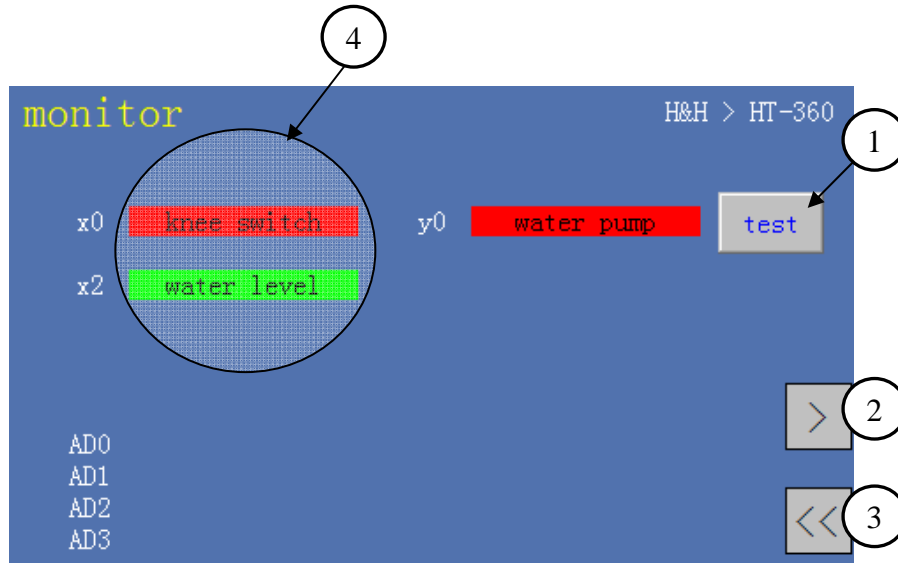 4
monitor
H&H > HT-360
1
x0 knee switch y0 water pump test
x2 water level
> 2
AD0
AD1
AD2
<< 3
AD3